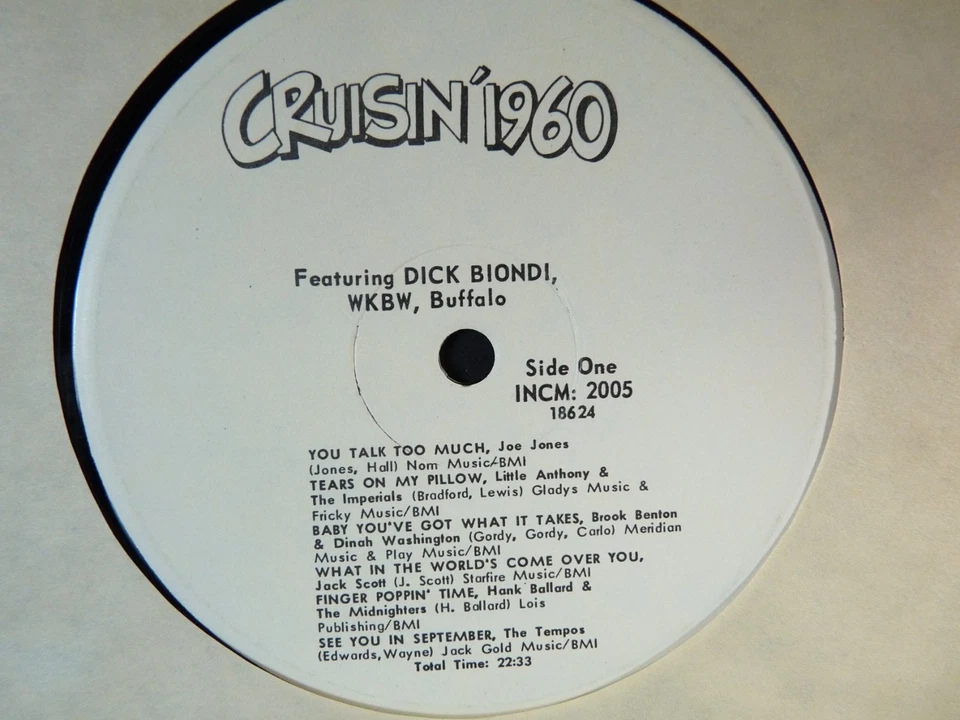 CRUISIN' 1960
Featuring DICK BIONDI,
WKBW, Buffalo
Side One
INCM: 2005
18624
YOU TALK TOO MUCH, Joe Jones
(Jones, Hall) Nom Music/BMI
TEARS ON MY PILLOW, Little Anthony &
The Imperials (Bradford, Lewis) Gladys Music &
Fricky Music/BMI
BABY YOU'VE GOT WHAT IT TAKES, Brook Benton
& Dinah Washington (Gordy, Gordy, Carlo) Meridian
Music & Play Music/BMI
WHAT IN THE WORLD'S COME OVER YOU,
Jack Scott (J. Scott) Starfire Music/BMI
FINGER POPPIN' TIME, Hank Ballard &
The Midnighters (H. Ballard) Lois
Publishing/BMI
SEE YOU IN SEPTEMBER, The Tempos
(Edwards, Wayne) Jack Gold Music/BMI
Total Time: 22:33